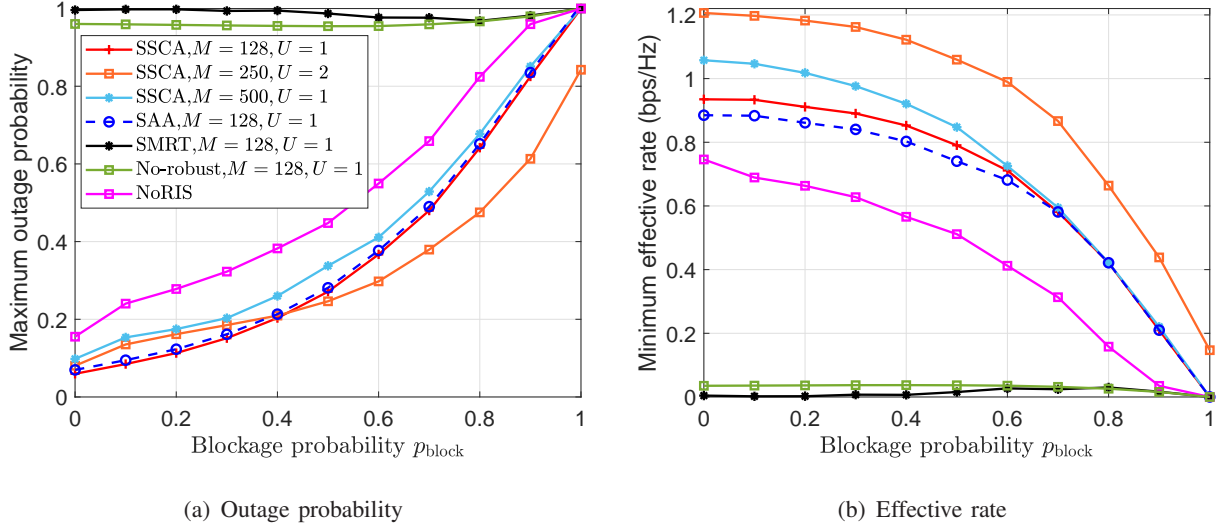 Maximum outage probability
1
0.8
0.6
0.4
0.2
0
SSCA, M = 128, U = 1
SSCA, M = 250, U = 2
SSCA, M = 500, U = 1
SAA, M = 128, U = 1
SMRT, M = 128, U = 1
No-robust, M = 128, U = 1
NoRIS
0 0.2 0.4 0.6 0.8 1
Blockage probability p_block
(a) Outage probability
Minimum effective rate (bps/Hz)
1.2
1
0.8
0.6
0.4
0.2
0
0 0.2 0.4 0.6 0.8 1
Blockage probability p_block
(b) Effective rate